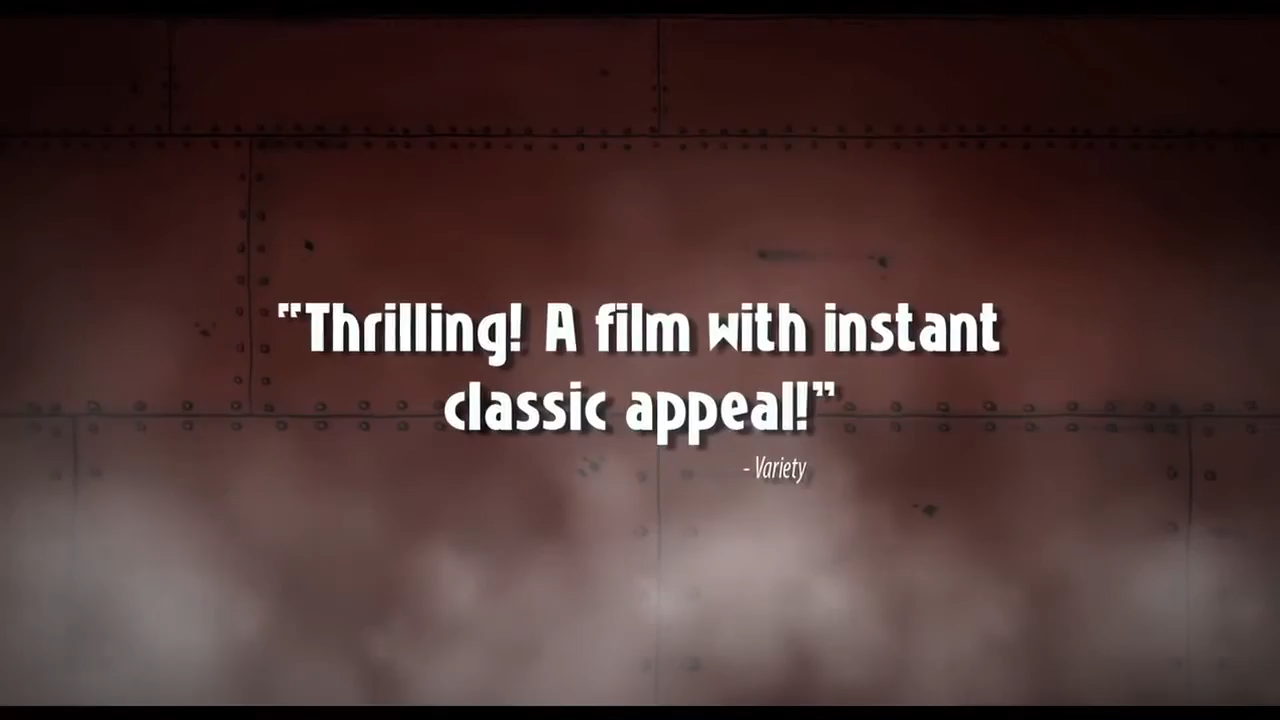 “Thrilling! A film with instant
classic appeal!”
- Variety